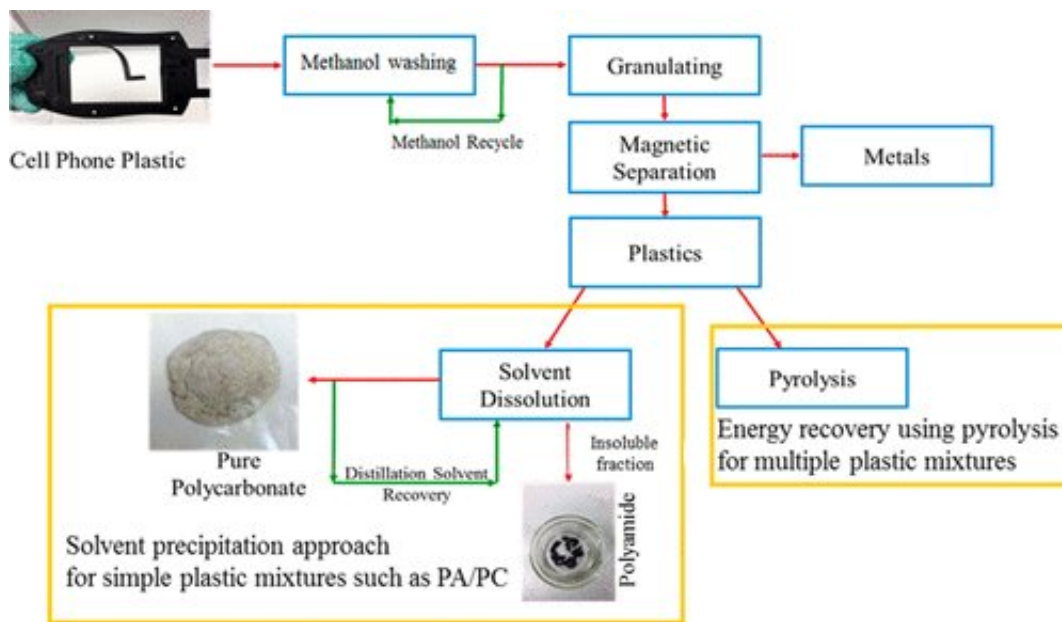 Cell Phone Plastic
Methanol washing
Methanol Recycle
Granulating
Magnetic
Separation
Metals
Plastics
Solvent
Dissolution
Pure
Polycarbonate
Distillation Solvent
Recovery
Insoluble
fraction
Polyamide
Solvent precipitation approach
for simple plastic mixtures such as PA/PC
Pyrolysis
Energy recovery using pyrolysis
for multiple plastic mixtures